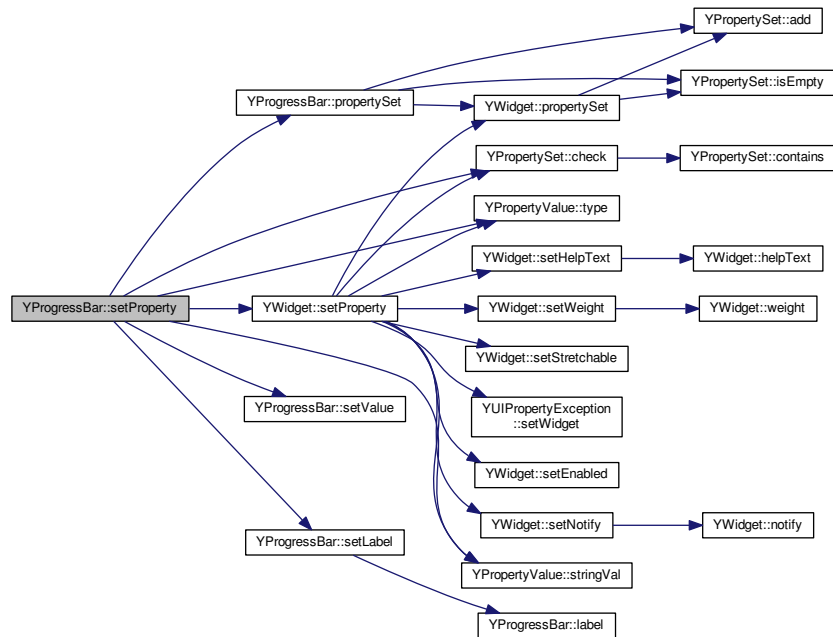 YPropertySet::add
YPropertySet::isEmpty
YProgressBar::propertySet
YWidget::propertySet
YPropertySet::check
YPropertySet::contains
YPropertyValue::type
YWidget::setHelpText
YWidget::helpText
YProgressBar::setProperty
YWidget::setProperty
YWidget::setWeight
YWidget::weight
YWidget::setStretchable
YProgressBar::setValue
YUIPropertyException
::setWidget
YWidget::setEnabled
YWidget::setNotify
YWidget::notify
YProgressBar::setLabel
YPropertyValue::stringVal
YProgressBar::label